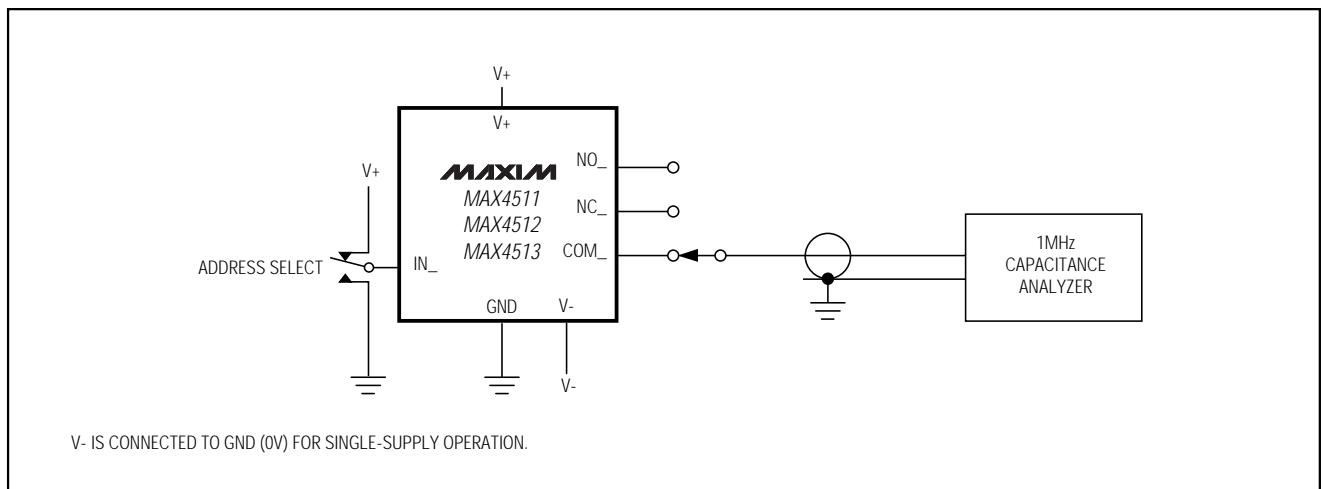 V+
V+
V+
MAXIM
MAX4511
MAX4512
MAX4513
NO_
NC_
COM_
IN_
GND
V-
V-
ADDRESS SELECT
1MHz
CAPACITANCE
ANALYZER
V- IS CONNECTED TO GND (0V) FOR SINGLE-SUPPLY OPERATION.